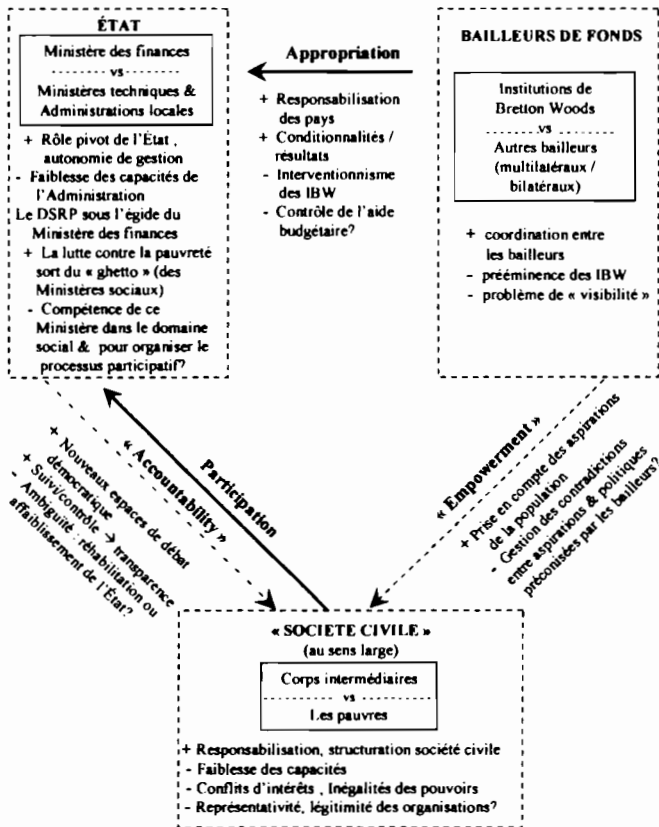 ÉTAT
Ministère des finances
vs
Ministères techniques &
Administrations locales
+ Rôle pivot de l'État ,
autonomie de gestion
- Faiblesse des capacités de
l'Administration
Le DSRP sous l'égide du
Ministère des finances
+ La lutte contre la pauvreté
sort du « ghetto » (des
Ministères sociaux)
- Compétence de ce
Ministère dans le domaine
social & pour organiser le
processus participatif?
Appropriation
+ Responsabilisation
des pays
+ Conditionnalités /
résultats
- Interventionnisme
des IBW
- Contrôle de l'aide
budgétaire?
BAILLEURS DE FONDS
Institutions de
Bretton Woods
vs
Autres bailleurs
(multilatéraux /
bilatéraux)
+ coordination entre
les bailleurs
- prééminence des IBW
- problème de « visibilité »
« Accountability »
Participation
+ Nouveaux espaces de débat
démocratique
+ Suivi/contrôle → transparence
- Ambiguité : réhabilitation ou
affaiblissement de l'État?
« Empowerment »
+ Prise en compte des aspirations
de la population
- Gestion des contradictions
entre aspirations & politiques
préconisées par les bailleurs?
« SOCIETE CIVILE »
(au sens large)
Corps intermédiaires
vs
Les pauvres
+ Responsabilisation, structuration société civile
- Faiblesse des capacités
- Conflits d'intérêts , Inégalités des pouvoirs
- Représentativité, légitimité des organisations?